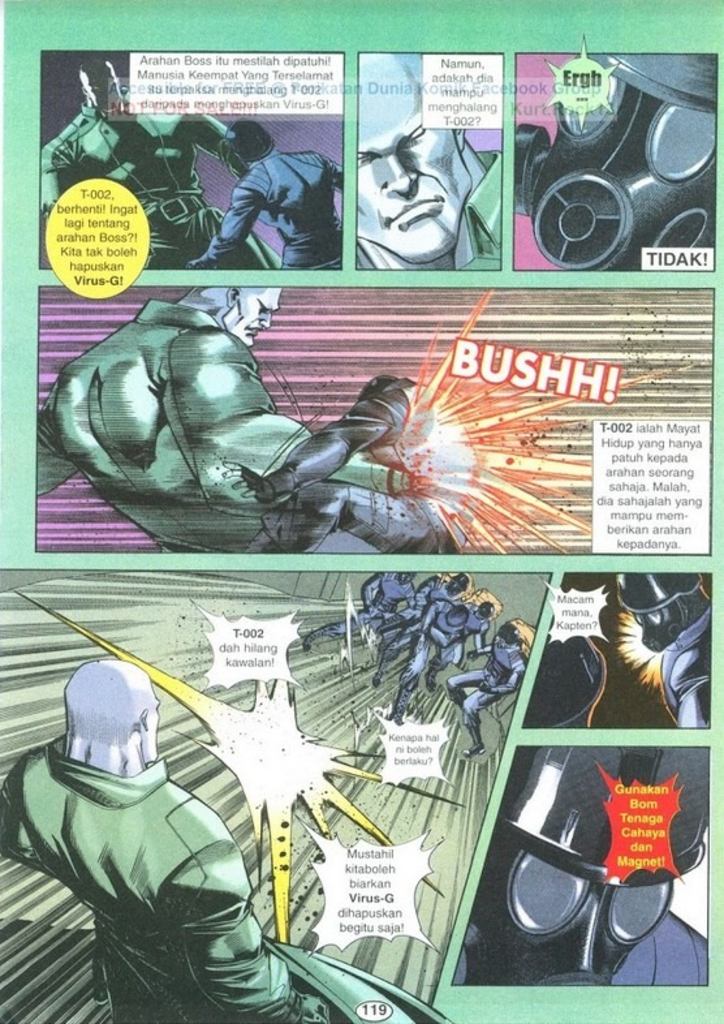 Arahan Boss itu mestilah dipatuhi!
Manusia Keempat Yang Terselamat
itu terpaksa menghalang T-002
daripada menghapuskan Virus-G!
NOT FOR SALE!!!
T-002,
berhenti! Ingat
lagi tentang
arahan Boss?!
Kita tak boleh
hapuskan
Virus-G!
Namun,
adakah dia
mampu
menghalang
T-002?
Ergh
...
TIDAK!
BUSHH!
T-002 ialah Mayat
Hidup yang hanya
patuh kepada
arahan seorang
sahaja. Malah,
dia sahajalah yang
mampu mem-
berikan arahan
kepadanya.
T-002
dah hilang
kawalan!
Kenapa hal
ni boleh
berlaku?
Mustahil
kitaboleh
biarkan
Virus-G
dihapuskan
begitu saja!
Macam
mana,
Kapten?
Gunakan
Bom
Tenaga
Cahaya
dan
Magnet!
119